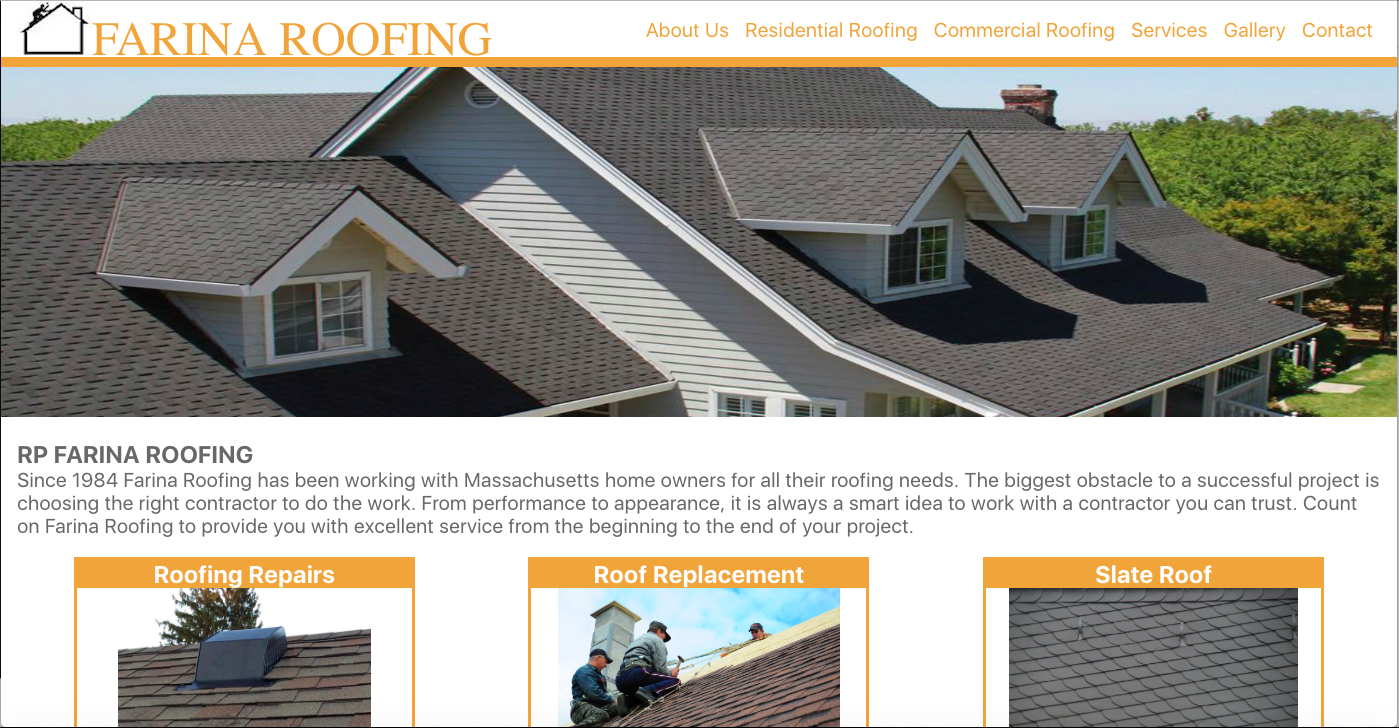 FARINA ROOFING
About Us Residential Roofing Commercial Roofing Services Gallery Contact
RP FARINA ROOFING
Since 1984 Farina Roofing has been working with Massachusetts home owners for all their roofing needs. The biggest obstacle to a successful project is
choosing the right contractor to do the work. From performance to appearance, it is always a smart idea to work with a contractor you can trust. Count
on Farina Roofing to provide you with excellent service from the beginning to the end of your project.
Roofing Repairs
Roof Replacement
Slate Roof